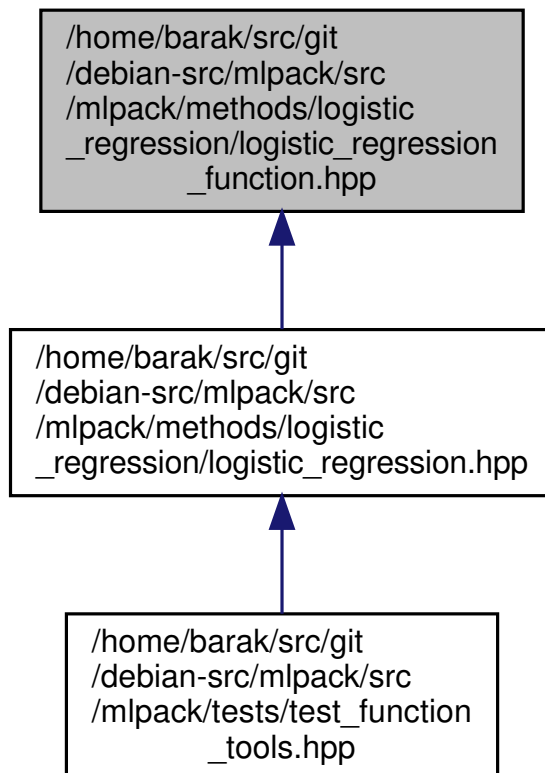 /home/barak/src/git
/debian-src/mlpack/src
/mlpack/methods/logistic
_regression/logistic_regression
_function.hpp
/home/barak/src/git
/debian-src/mlpack/src
/mlpack/methods/logistic
_regression/logistic_regression.hpp
/home/barak/src/git
/debian-src/mlpack/src
/mlpack/tests/test_function
_tools.hpp